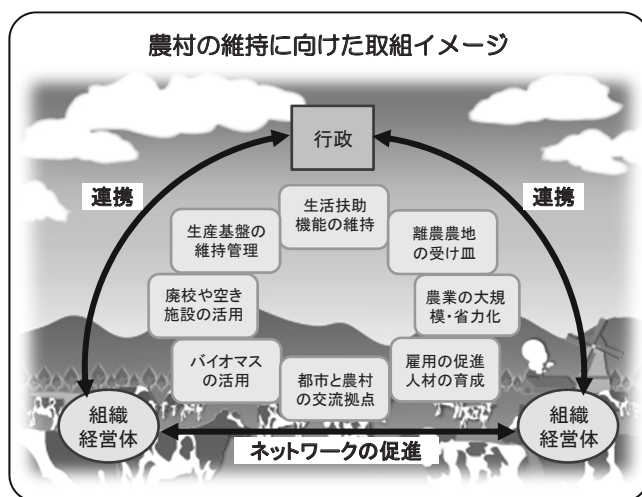 農村の維持に向けた取組イメージ
行政
連携
連携
生活扶助
機能の維持
生産基盤の
維持管理
離農農地
の受け皿
廃校や空き
施設の活用
農業の大規
模・省力化
バイオマス
の活用
都市と農村
の交流拠点
雇用の促進
人材の育成
組織
経営体
組織
経営体
ネットワークの促進